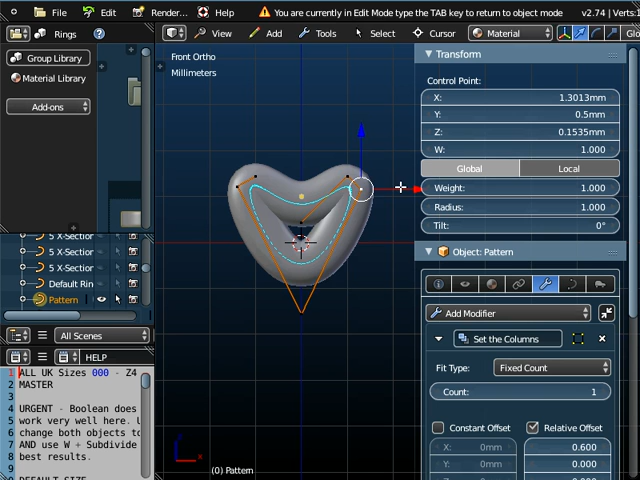 File Edit Render... Help You are currently in Edit Mode type the TAB key to return to object mode v2.74 | Verts:1
Rings View Add Tools Select Cursor Material Glo
Group Library
Material Library
Add-ons
5 X-Section
5 X-Section
5 X-Section
Default Rin
Pattern
All Scenes
HELP
1 ALL UK Sizes 000 - Z4
2 MASTER
3
4 URGENT - Boolean does
5 work very well here.
6 change both objects to
7 AND use W + Subdivide
8 best results.
9
Front Ortho
Millimeters
(0) Pattern
Transform
Control Point:
X: 1.3013mm
Y: 0.5mm
Z: 0.1535mm
W: 1.000
Global Local
Weight: 1.000
Radius: 1.000
Tilt: 0°
Object: Pattern
Add Modifier
Set the Columns
Fit Type: Fixed Count
Count: 1
Constant Offset Relative Offset
X: 0mm 0.600
Y: 0mm 0.000